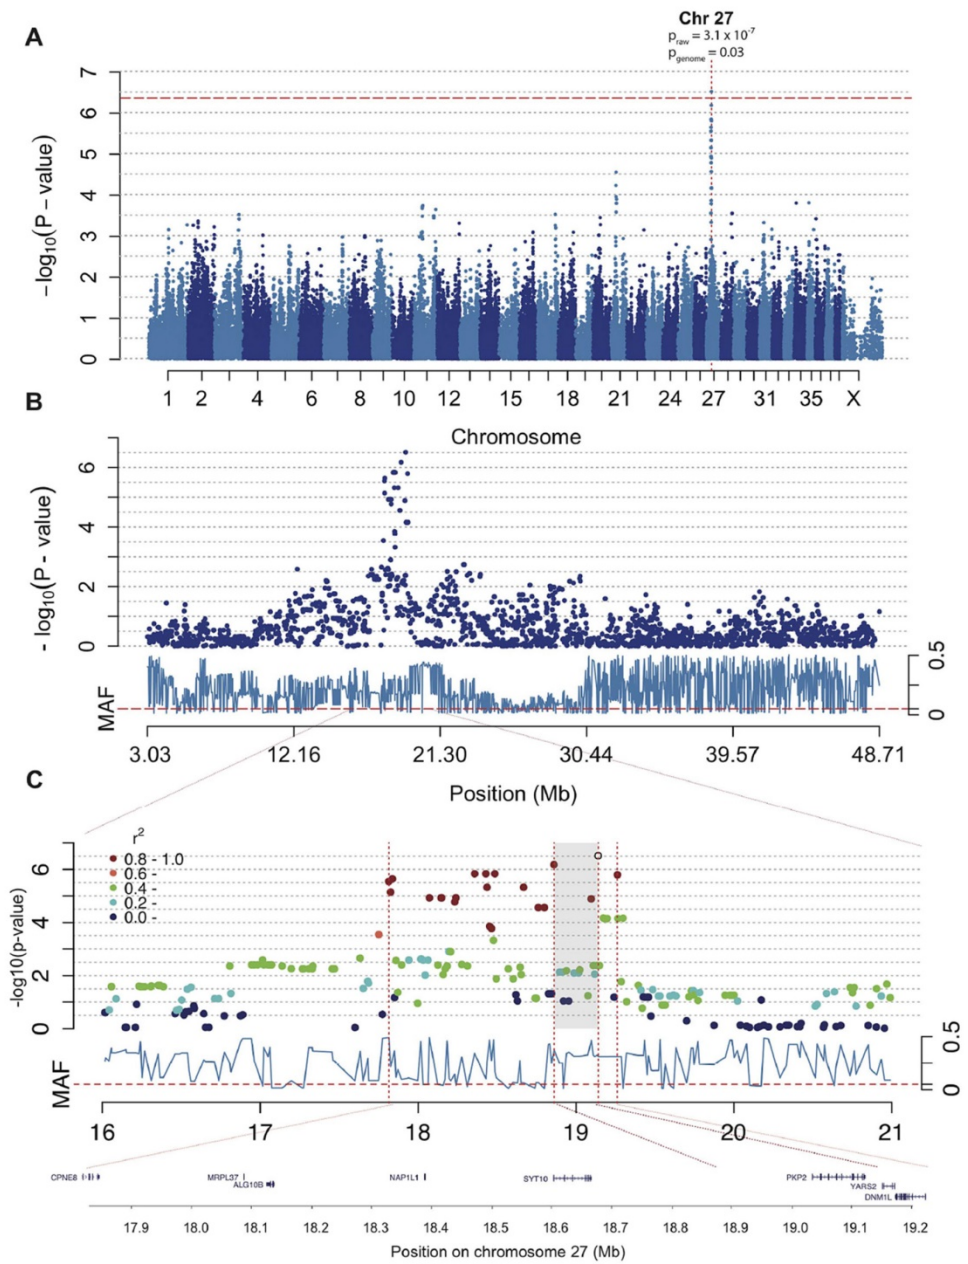 A
Chr 27
p_raw = 3.1 x 10^-7
p_genome = 0.03
7
6
5
4
3
2
1
0
–log10(P – value)
1 2 4 6 8 10 12 15 18 21 24 27 31 35 X
Chromosome
B
6
4
2
0
- log10(P - value)
MAF
0.5
0
3.03 12.16 21.30 30.44 39.57 48.71
Position (Mb)
C
r²
0.8 - 1.0
0.6 -
0.4 -
0.2 -
0.0 -
6
4
2
0
-log10(p-value)
MAF
0.5
0
16 17 18 19 20 21
CPNE8 MRPL37 ALG10B NAP1L1 SYT10 PKP2 YARS2 DNM1L
17.9 18.0 18.1 18.2 18.3 18.4 18.5 18.6 18.7 18.8 18.9 19.0 19.1 19.2
Position on chromosome 27 (Mb)